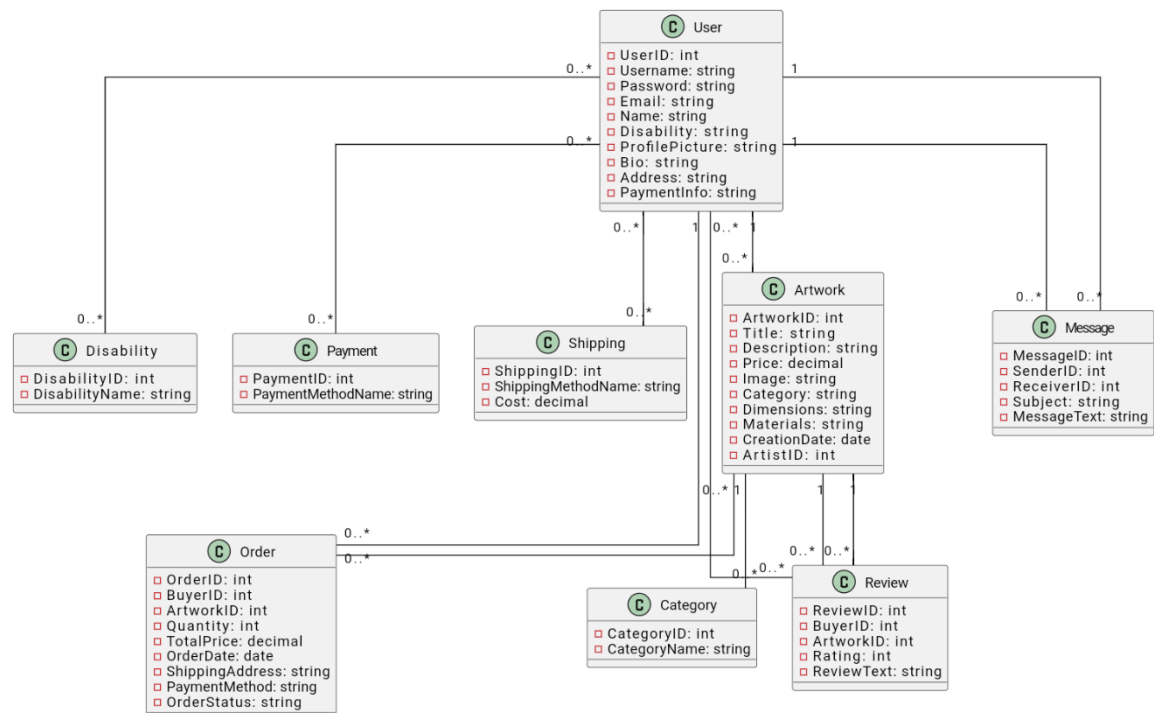 C User
UserID: int
Username: string
Password: string
Email: string
Name: string
Disability: string
ProfilePicture: string
Bio: string
Address: string
PaymentInfo: string
0..*
1
0..*
1
0..*
1
0..*
1
0..*
0..*
0..*
0..*
0..*
0..*
C Disability
DisabilityID: int
DisabilityName: string
C Payment
PaymentID: int
PaymentMethodName: string
C Shipping
ShippingID: int
ShippingMethodName: string
Cost: decimal
C Artwork
ArtworkID: int
Title: string
Description: string
Price: decimal
Image: string
Category: string
Dimensions: string
Materials: string
CreationDate: date
ArtistID: int
C Message
MessageID: int
SenderID: int
ReceiverID: int
Subject: string
MessageText: string
0..*
1
1
1
0..*
0..*
0..*
0..*
0..*
0..*
C Order
OrderID: int
BuyerID: int
ArtworkID: int
Quantity: int
TotalPrice: decimal
OrderDate: date
ShippingAddress: string
PaymentMethod: string
OrderStatus: string
C Category
CategoryID: int
CategoryName: string
C Review
ReviewID: int
BuyerID: int
ArtworkID: int
Rating: int
ReviewText: string